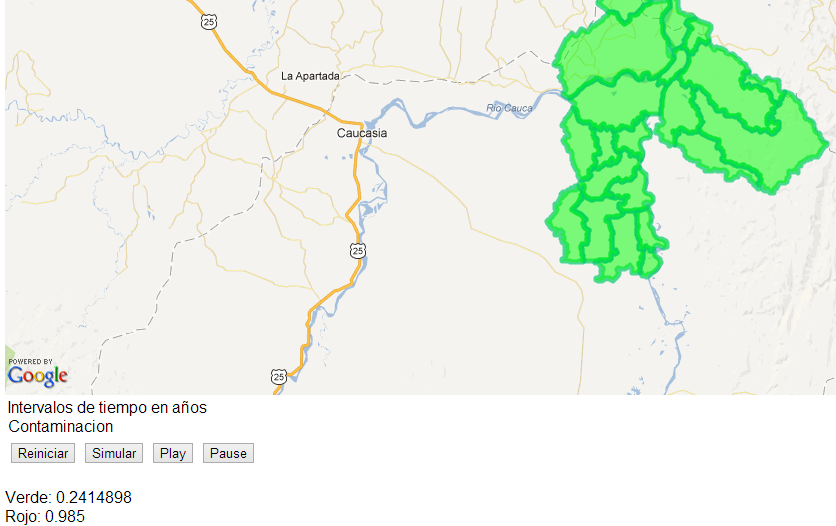 25
La Apartada
Río Cauca
Caucasia
25
25
POWERED BY
Google
Intervalos de tiempo en años
Contaminacion
Reiniciar Simular Play Pause
Verde: 0.2414898
Rojo: 0.985